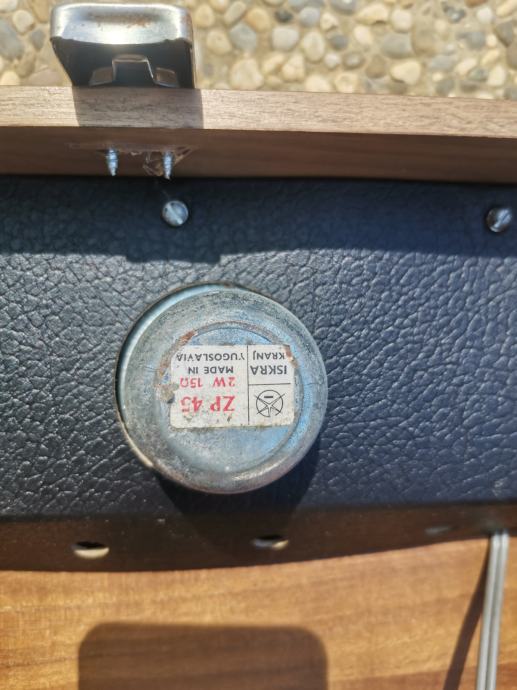 ISKRA
KRANJ
MADE IN
YUGOSLAVIA
ZP 45
2W 15Ω